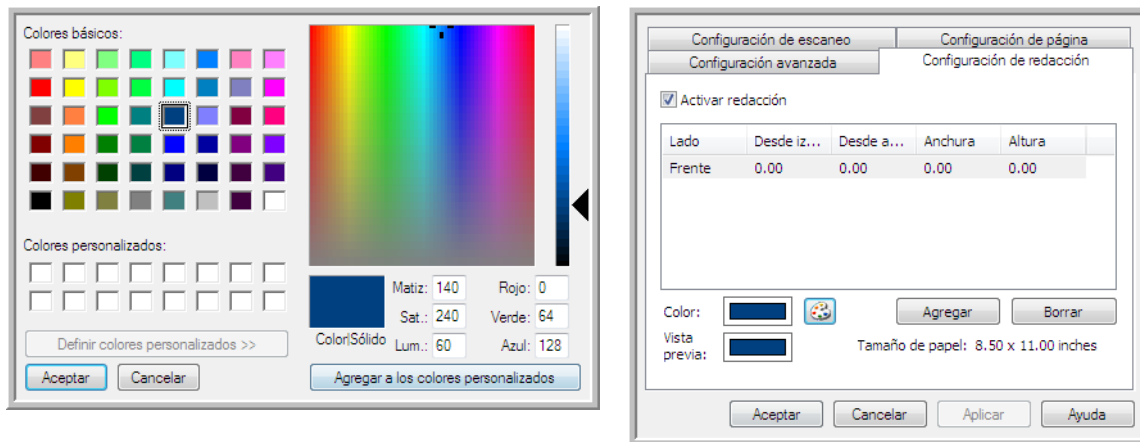 Colores básicos:
Colores personalizados:
Definir colores personalizados >>
Aceptar Cancelar
Color|Sólido
Matiz: 140 Rojo: 0
Sat.: 240 Verde: 64
Lum.: 60 Azul: 128
Agregar a los colores personalizados
Configuración de escaneo Configuración de página
Configuración avanzada Configuración de redacción
Activar redacción
Lado Desde iz... Desde a... Anchura Altura
Frente 0.00 0.00 0.00 0.00
Color: Agregar Borrar
Vista
previa: Tamaño de papel: 8.50 x 11.00 inches
Aceptar Cancelar Aplicar Ayuda